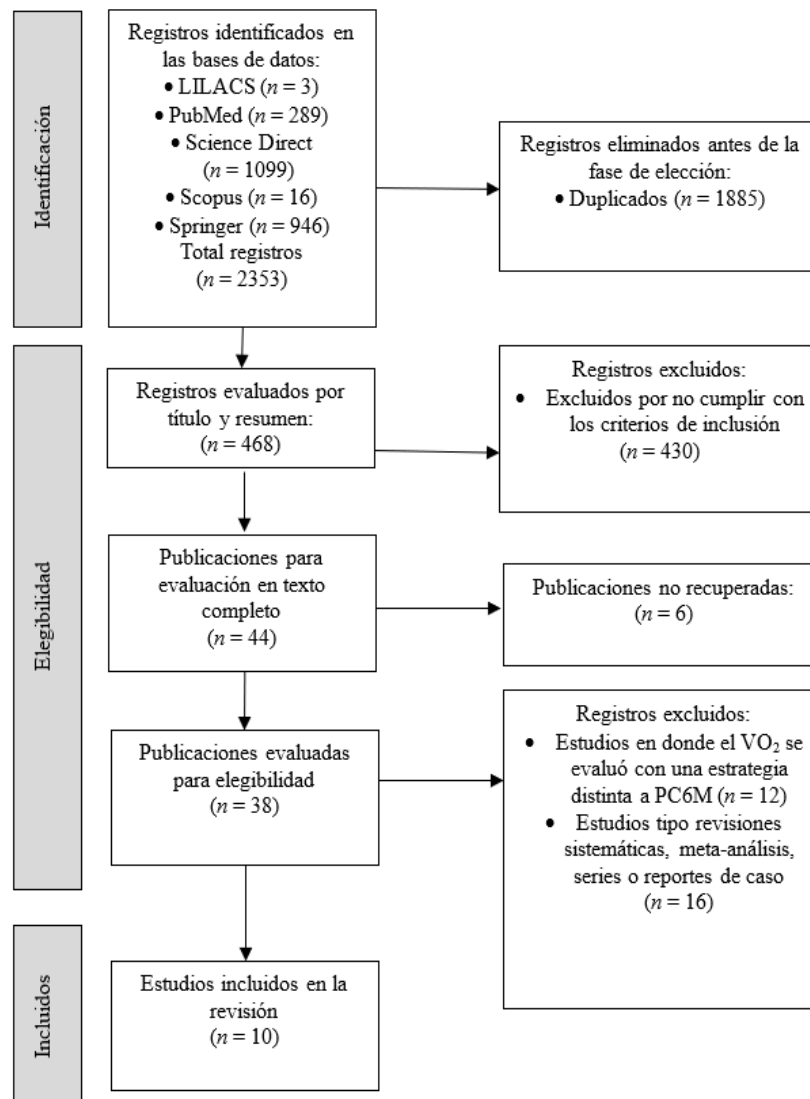 Identificación
Registros identificados en
las bases de datos:
• LILACS (n = 3)
• PubMed (n = 289)
• Science Direct
(n = 1099)
• Scopus (n = 16)
• Springer (n = 946)
Total registros
(n = 2353)
Registros eliminados antes de la
fase de elección:
• Duplicados (n = 1885)
Elegibilidad
Registros evaluados por
título y resumen:
(n = 468)
Registros excluidos:
• Excluidos por no cumplir con
los criterios de inclusión
(n = 430)
Publicaciones para
evaluación en texto
completo
(n = 44)
Publicaciones no recuperadas:
(n = 6)
Publicaciones evaluadas
para elegibilidad
(n = 38)
Registros excluidos:
• Estudios en donde el VO₂ se
evaluó con una estrategia
distinta a PC6M (n = 12)
• Estudios tipo revisiones
sistemáticas, meta-análisis,
series o reportes de caso
(n = 16)
Incluidos
Estudios incluidos en la
revisión
(n = 10)